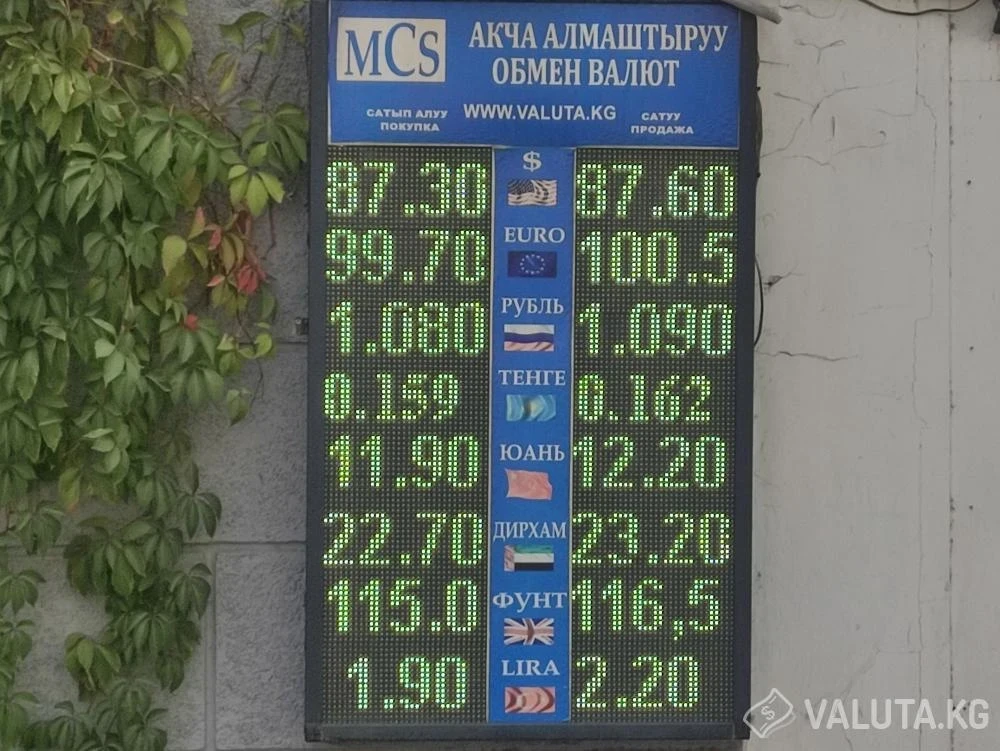 MCS
АКЧА АЛМАШТЫРУУ
ОБМЕН ВАЛЮТ
САТЫП АЛУУ
ПОКУПКА
WWW.VALUTA.KG
САТУУ
ПРОДАЖА
87.30 $ 87.60
99.70 EURO 100.5
1.080 РУБЛЬ 1.090
0.159 ТЕНГЕ 0.162
11.90 ЮАНЬ 12.20
22.70 ДИРХАМ 23.20
115.0 ФУНТ 116,5
1.90 LIRA 2.20
VALUTA.KG